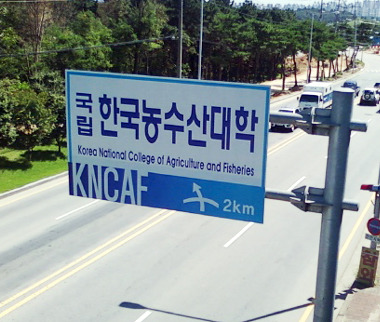 국립 한국농수산대학
Korea National College of Agriculture and Fisheries
KNCAF 2km